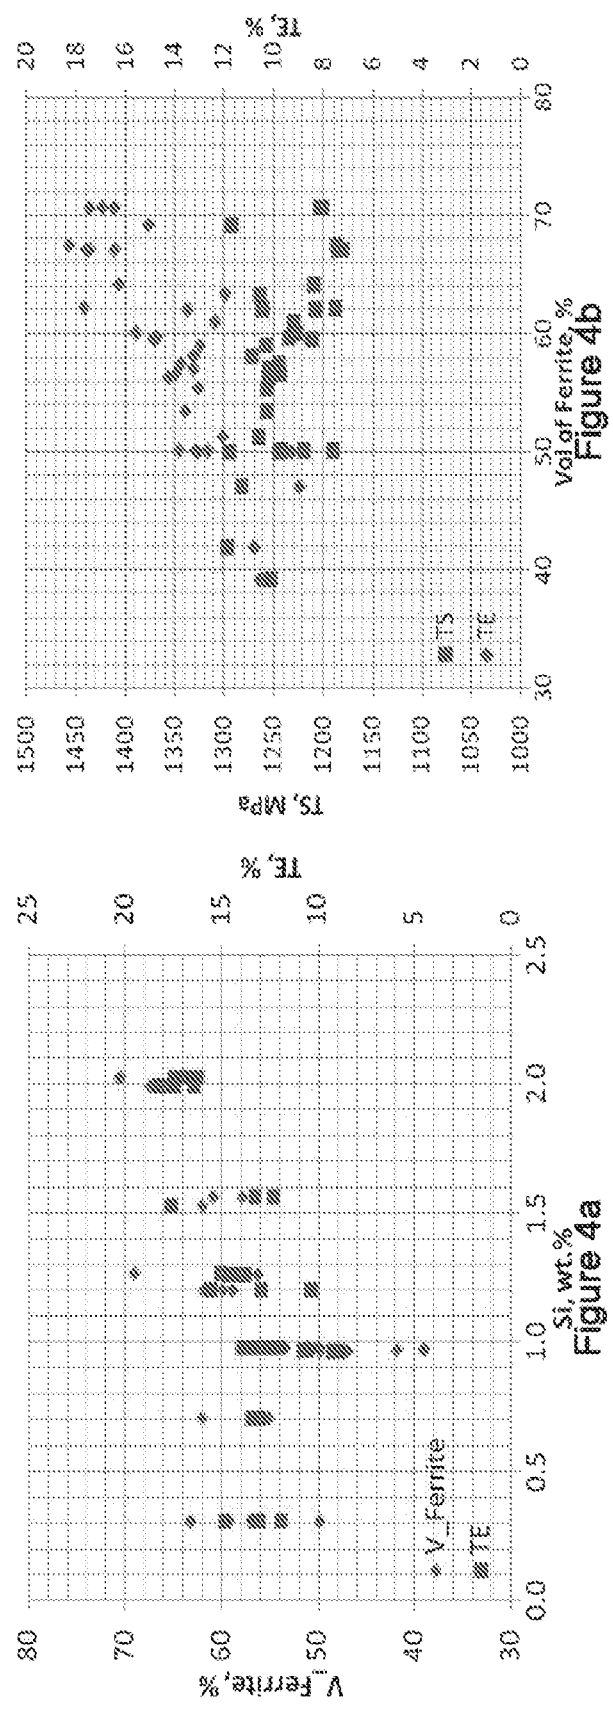 V_Ferrite, %
80
70
60
50
40
30
V_Ferrite
TE
0.0 0.5 1.0 1.5 2.0 2.5
Si, wt.%
25
20
15
10
5
0
TE, %
Figure 4a
TS, MPa
1500
1450
1400
1350
1300
1250
1200
1150
1100
1050
1000
TS
TE
30 40 50 60 70 80
Vol of Ferrite, %
20
18
16
14
12
10
8
6
4
2
0
TE, %
Figure 4b